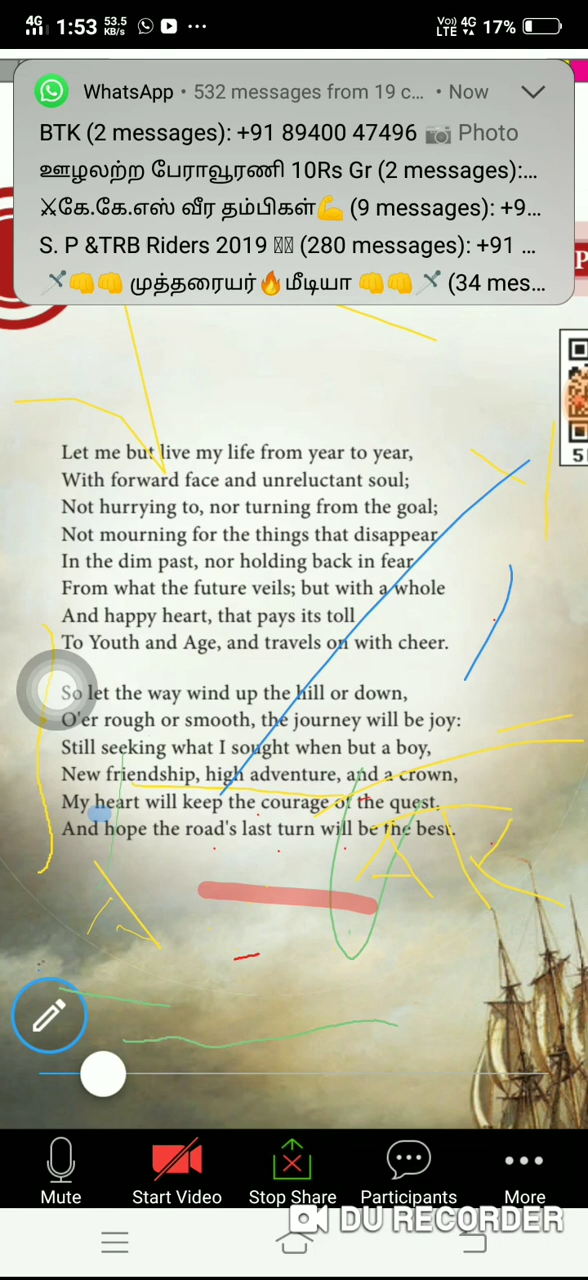 4G 1:53 53.5 KB/s ... Vo)) LTE 4G 17%
WhatsApp • 532 messages from 19 c... • Now
BTK (2 messages): +91 89400 47496 📷 Photo
ஊழலற்ற பேராவூரணி 10Rs Gr (2 messages):...
⚔கே.கே.எஸ் வீர தம்பிகள்💪 (9 messages): +9...
S. P &TRB Riders 2019 (280 messages): +91 ...
🗡👊👊 முத்தரையர்🔥மீடியா 👊👊🗡 (34 mes...
P
5
Let me but live my life from year to year,
With forward face and unreluctant soul;
Not hurrying to, nor turning from the goal;
Not mourning for the things that disappear
In the dim past, nor holding back in fear
From what the future veils; but with a whole
And happy heart, that pays its toll
To Youth and Age, and travels on with cheer.
So let the way wind up the hill or down,
O'er rough or smooth, the journey will be joy:
Still seeking what I sought when but a boy,
New friendship, high adventure, and a crown,
My heart will keep the courage of the quest.
And hope the road's last turn will be the best.
Mute Start Video Stop Share Participants More
DU RECORDER